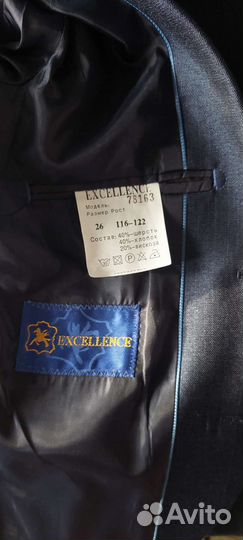 EXCELLENCE
Модель: 78163
Размер Рост
26 116-122
Состав: 40%-шерсть
40%-хлопок
20%-вискоза
EXCELLENCE
Avito